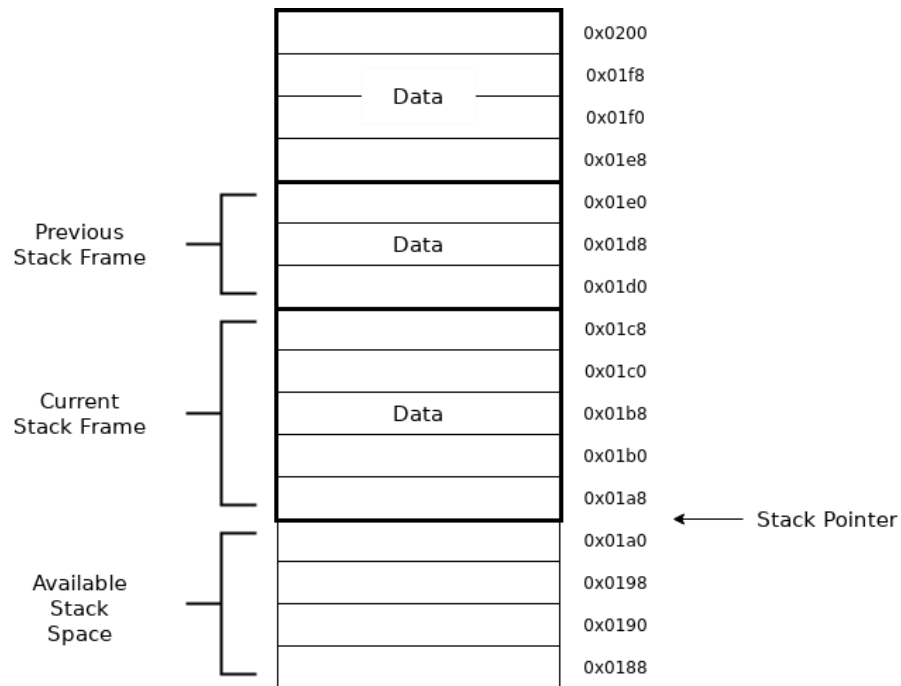 0x0200
0x01f8
Data
0x01f0
0x01e8
0x01e0
Previous
Stack Frame
Data
0x01d8
0x01d0
0x01c8
0x01c0
Current
Stack Frame
Data
0x01b8
0x01b0
0x01a8
Stack Pointer
0x01a0
Available
Stack
Space
0x0198
0x0190
0x0188